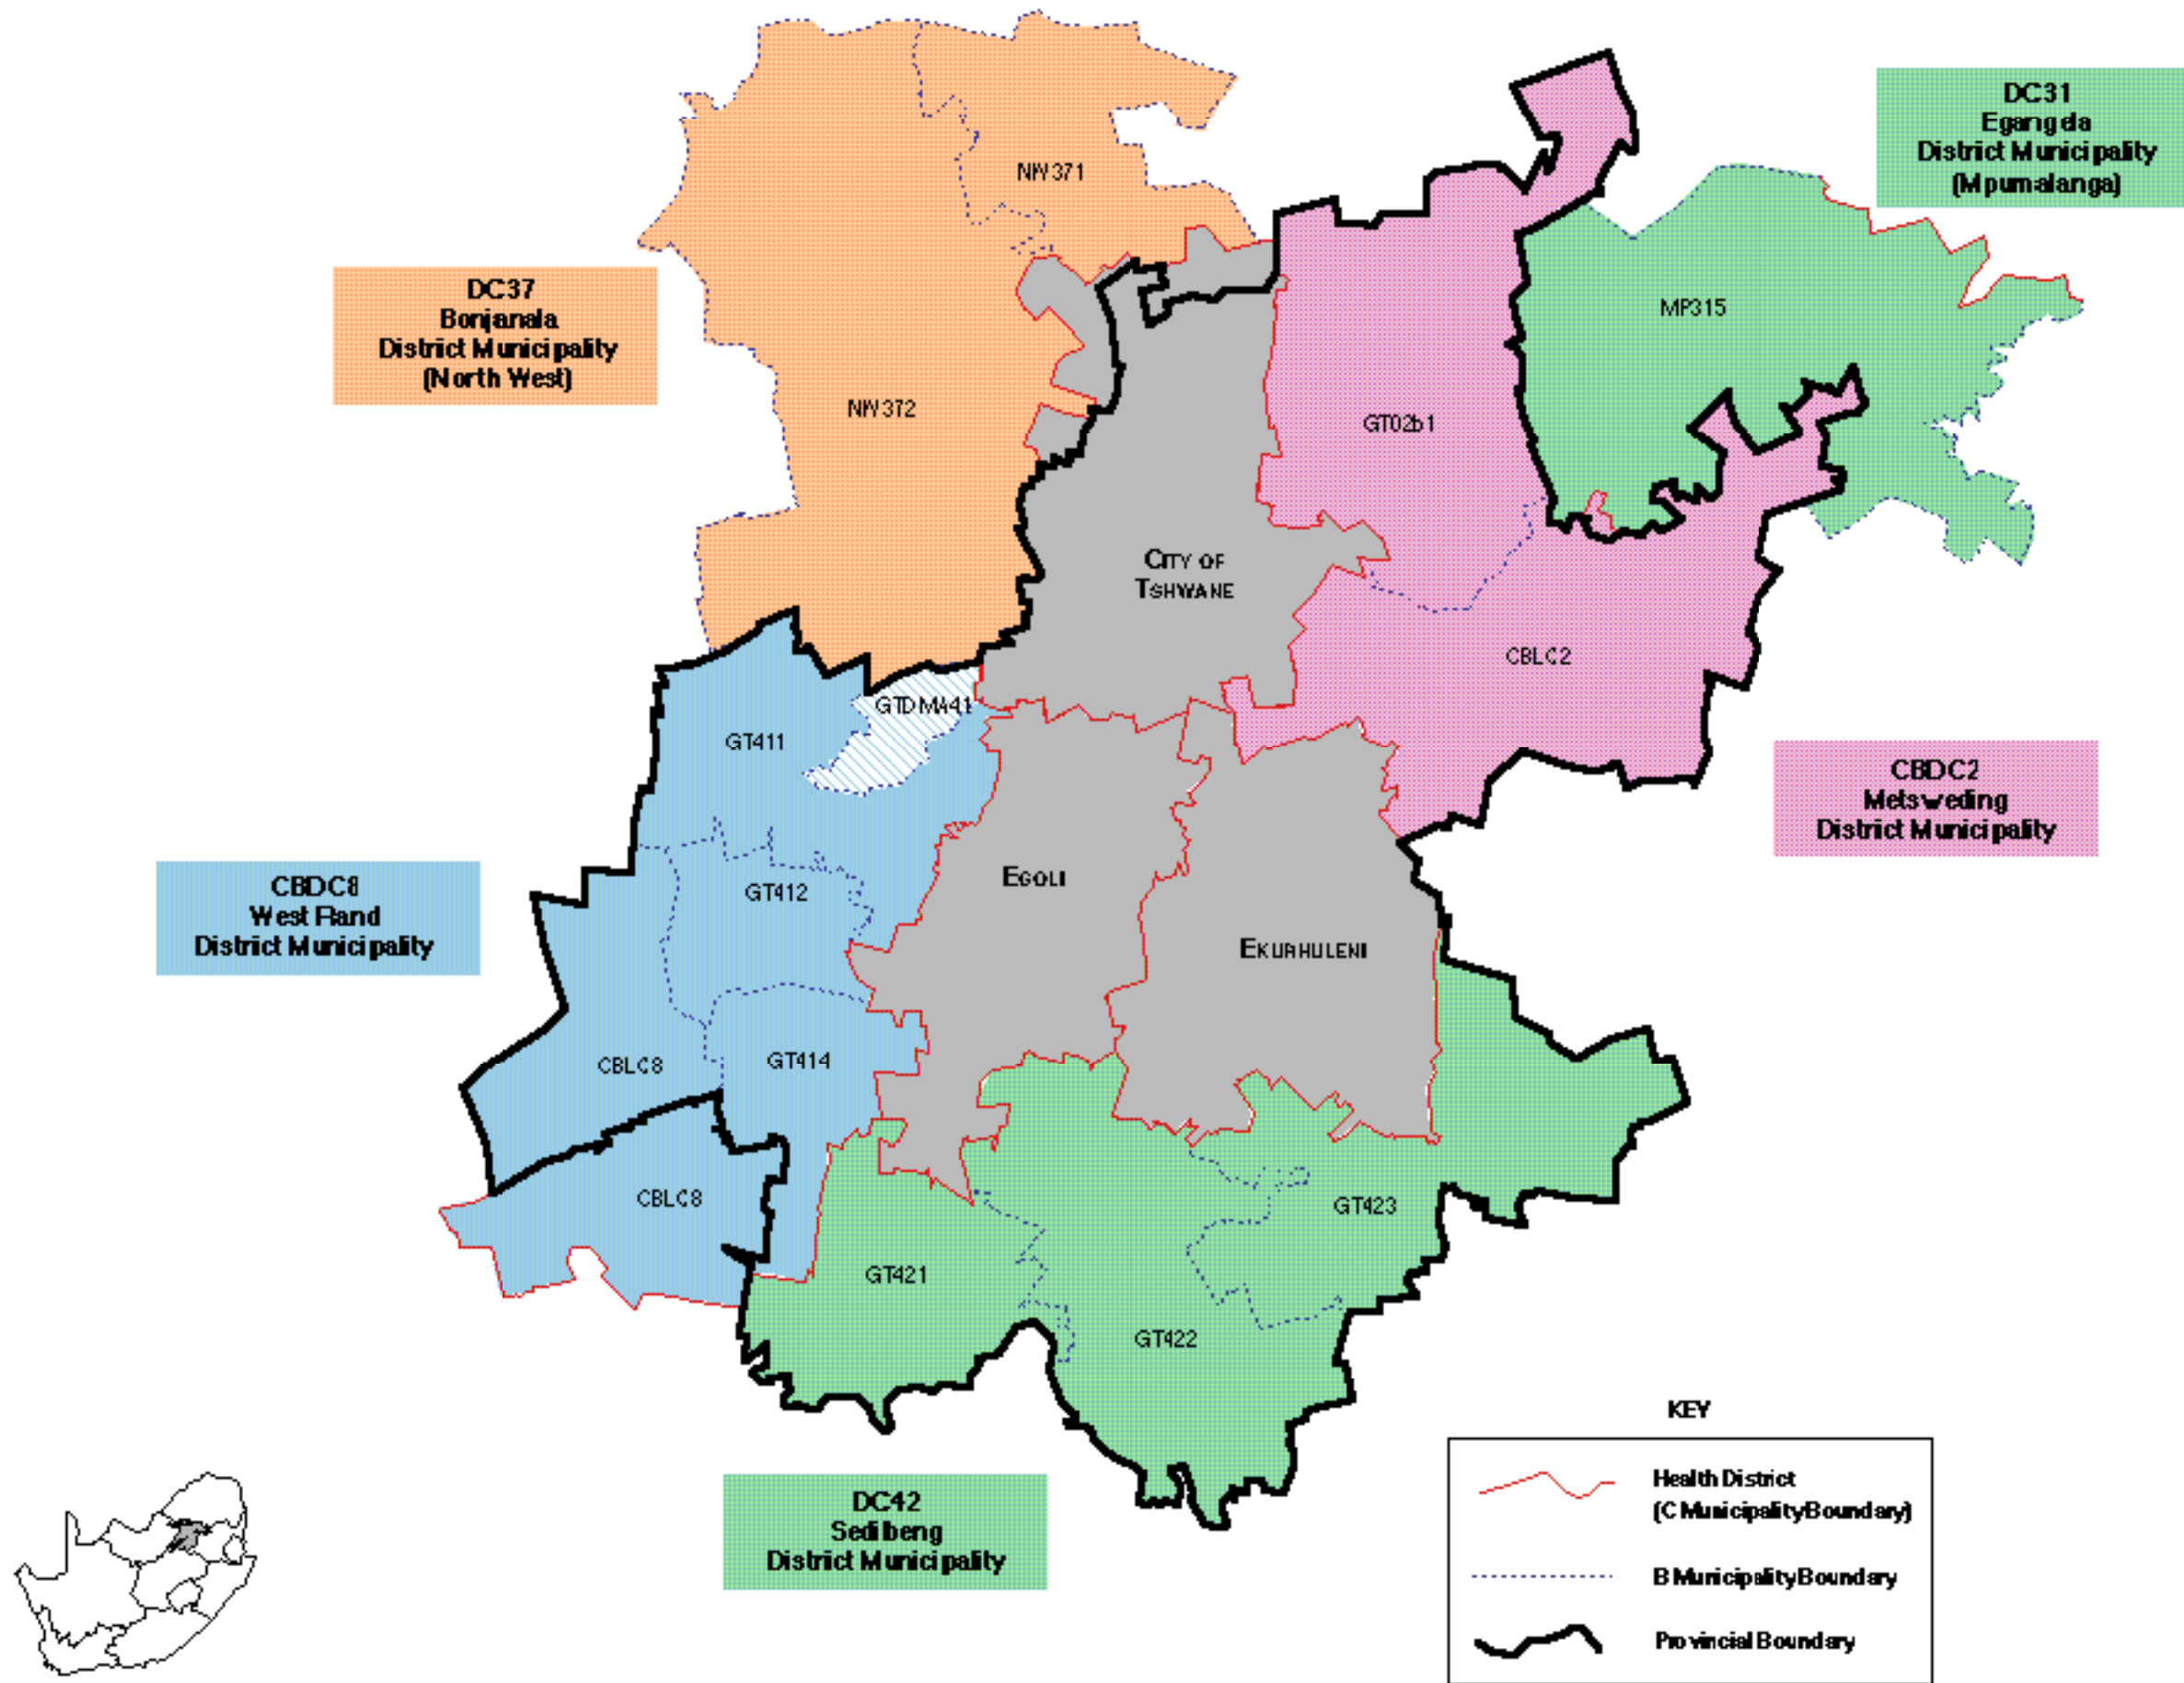 DC31
Egangela
District Municipality
(Mpumalanga)
NW371
DC37
Bonjanala
District Municipality
(North West)
MP315
NW372
GT02b1
CITY OF
TSHWANE
CBLC2
GTDMA41
GT411
CBDC2
Metsweding
District Municipality
CBDC8
West Rand
District Municipality
GT412
EGOLI
EKURHULENI
CBLC8
GT414
CBLC8
GT423
GT421
GT422
KEY
Health District
(C Municipality Boundary)
B Municipality Boundary
Provincial Boundary
DC42
Sedibeng
District Municipality